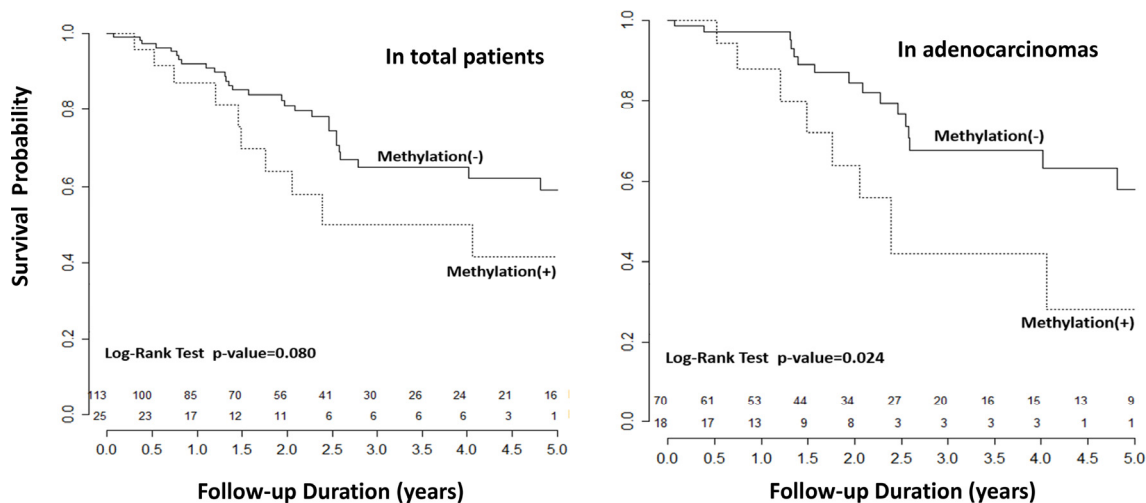 In total patients
Survival Probability
1.0
0.8
0.6
0.4
0.2
0.0
Methylation(-)
Methylation(+)
Log-Rank Test p-value=0.080
113 100 85 70 56 41 30 26 24 21 16
25 23 17 12 11 6 6 6 6 3 1
0.0 0.5 1.0 1.5 2.0 2.5 3.0 3.5 4.0 4.5 5.0
Follow-up Duration (years)
In adenocarcinomas
1.0
0.8
0.6
0.4
0.2
0.0
Methylation(-)
Methylation(+)
Log-Rank Test p-value=0.024
70 61 53 44 34 27 20 16 15 13 9
18 17 13 9 8 3 3 3 3 1 1
0.0 0.5 1.0 1.5 2.0 2.5 3.0 3.5 4.0 4.5 5.0
Follow-up Duration (years)